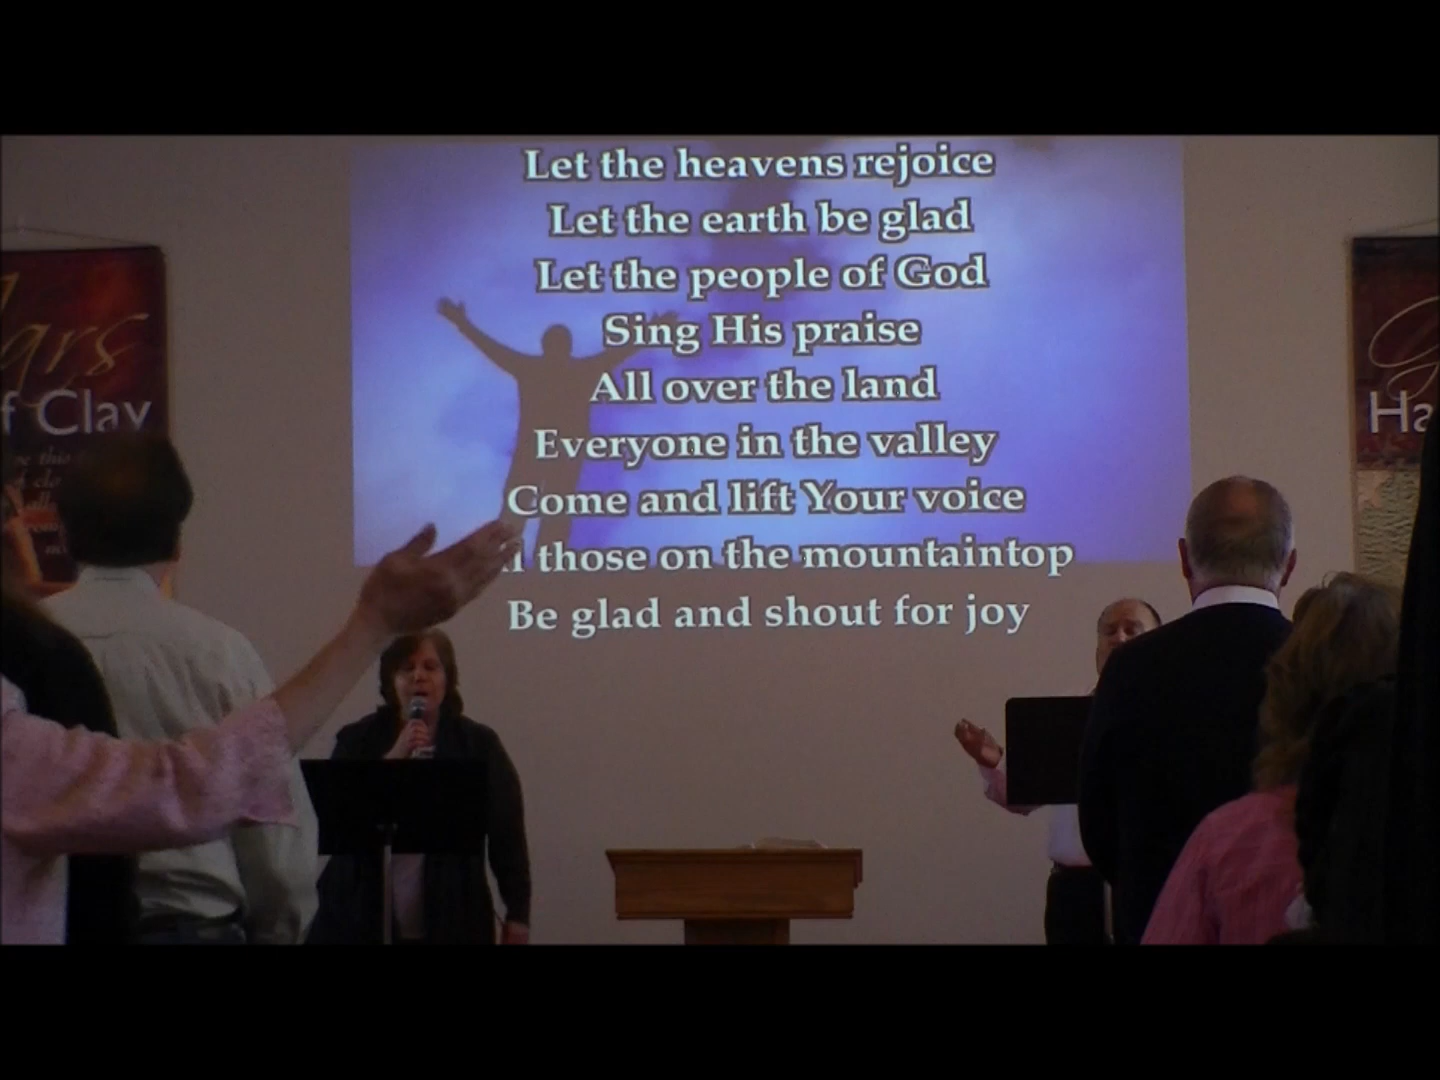 Let the heavens rejoice
Let the earth be glad
Let the people of God
Sing His praise
All over the land
Everyone in the valley
Come and lift Your voice
those on the mountaintop
Be glad and shout for joy
f Clay
Ha